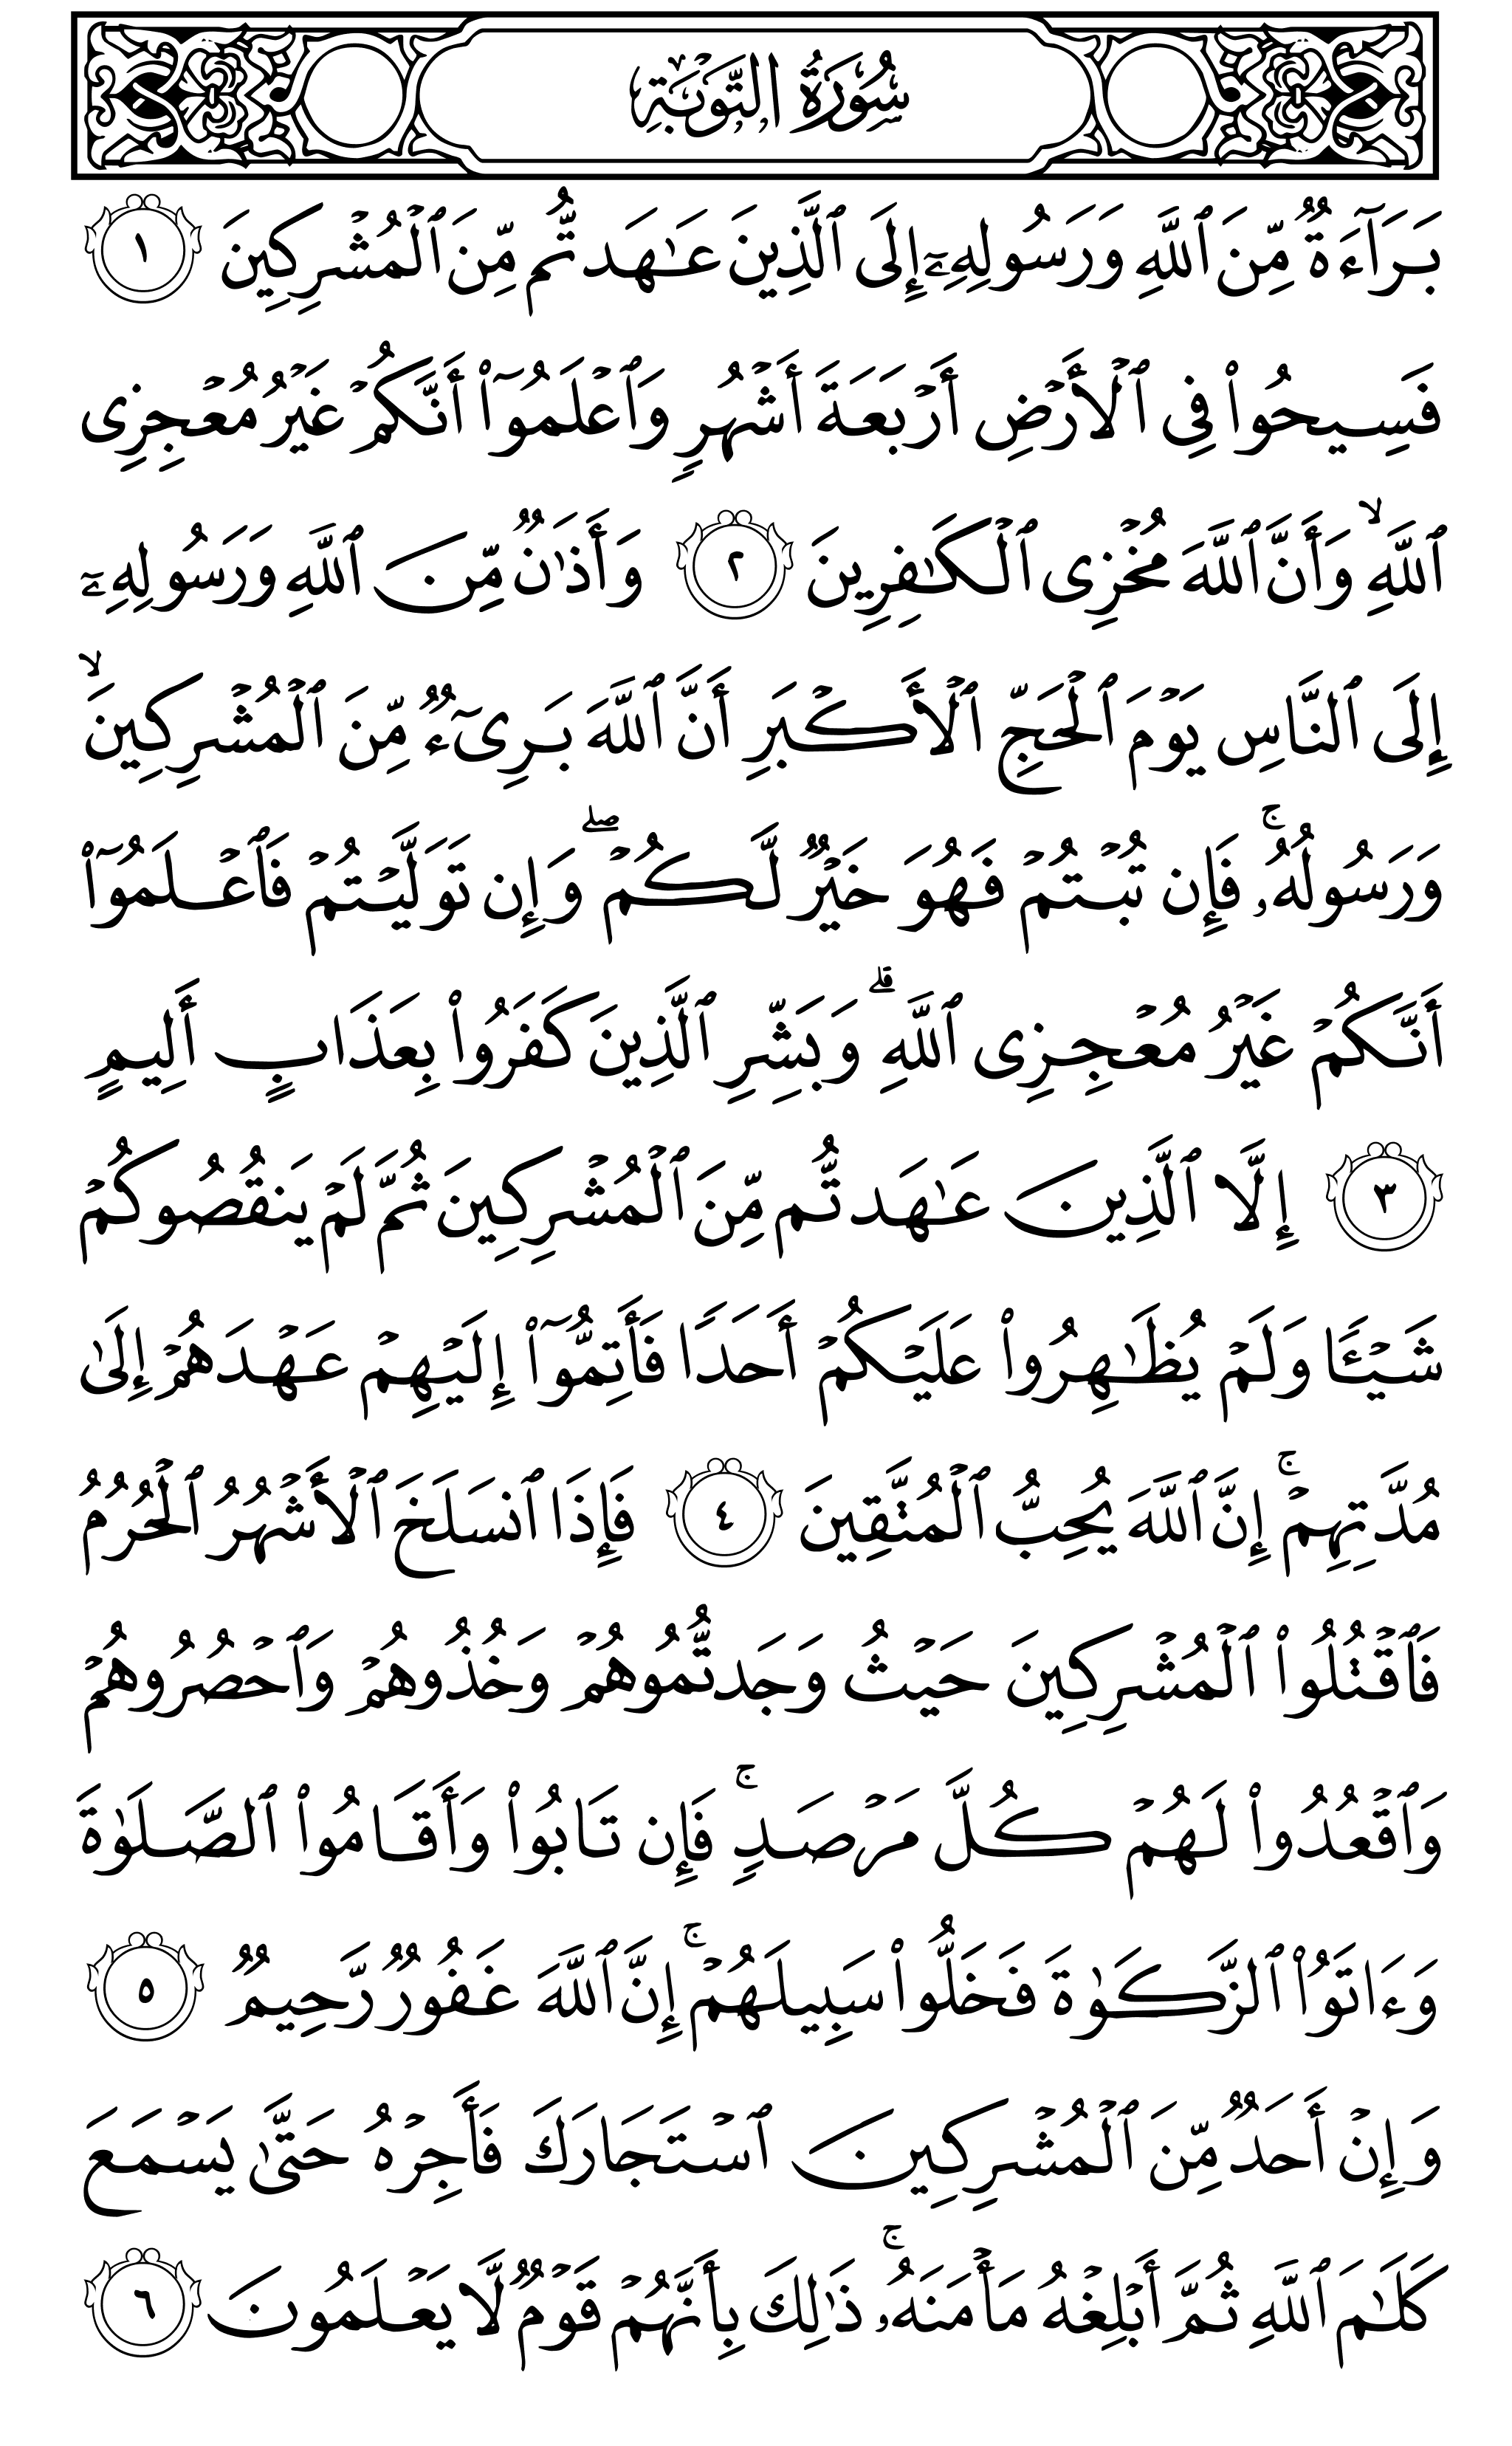 سُورَةُ التَّوۡبَةِ
بَرَآءَةٌ مِّنَ ٱللَّهِ وَرَسُولِهِۦٓ إِلَى ٱلَّذِينَ عَٰهَدتُّم مِّنَ ٱلۡمُشۡرِكِينَ ١
فَسِيحُواْ فِي ٱلۡأَرۡضِ أَرۡبَعَةَ أَشۡهُرٍ وَٱعۡلَمُوٓاْ أَنَّكُمۡ غَيۡرُ مُعۡجِزِي
ٱللَّهِۙ وَأَنَّ ٱللَّهَ مُخۡزِي ٱلۡكَٰفِرِينَ ٢ وَأَذَٰنٌ مِّنَ ٱللَّهِ وَرَسُولِهِۦٓ
إِلَى ٱلنَّاسِ يَوۡمَ ٱلۡحَجِّ ٱلۡأَكۡبَرِ أَنَّ ٱللَّهَ بَرِيٓءٌ مِّنَ ٱلۡمُشۡرِكِينَۙ
وَرَسُولُهُۥۚ فَإِن تُبۡتُمۡ فَهُوَ خَيۡرٌ لَّكُمۡۖ وَإِن تَوَلَّيۡتُمۡ فَٱعۡلَمُوٓاْ
أَنَّكُمۡ غَيۡرُ مُعۡجِزِي ٱللَّهِۗ وَبَشِّرِ ٱلَّذِينَ كَفَرُواْ بِعَذَابٍ أَلِيمٍ
٣ إِلَّا ٱلَّذِينَ عَٰهَدتُّم مِّنَ ٱلۡمُشۡرِكِينَ ثُمَّ لَمۡ يَنقُصُوكُمۡ
شَيۡـًٔا وَلَمۡ يُظَٰهِرُواْ عَلَيۡكُمۡ أَحَدًا فَأَتِمُّوٓاْ إِلَيۡهِمۡ عَهۡدَهُمۡ إِلَىٰ
مُدَّتِهِمۡۚ إِنَّ ٱللَّهَ يُحِبُّ ٱلۡمُتَّقِينَ ٤ فَإِذَا ٱنسَلَخَ ٱلۡأَشۡهُرُ ٱلۡحُرُمُ
فَٱقۡتُلُواْ ٱلۡمُشۡرِكِينَ حَيۡثُ وَجَدتُّمُوهُمۡ وَخُذُوهُمۡ وَٱحۡصُرُوهُمۡ
وَٱقۡعُدُواْ لَهُمۡ كُلَّ مَرۡصَدٍۚ فَإِن تَابُواْ وَأَقَامُواْ ٱلصَّلَوٰةَ
وَءَاتَوُاْ ٱلزَّكَوٰةَ فَخَلُّواْ سَبِيلَهُمۡۚ إِنَّ ٱللَّهَ غَفُورٌ رَّحِيمٌ ٥
وَإِنۡ أَحَدٌ مِّنَ ٱلۡمُشۡرِكِينَ ٱسۡتَجَارَكَ فَأَجِرۡهُ حَتَّىٰ يَسۡمَعَ
كَلَٰمَ ٱللَّهِ ثُمَّ أَبۡلِغۡهُ مَأۡمَنَهُۥۚ ذَٰلِكَ بِأَنَّهُمۡ قَوۡمٌ لَّا يَعۡلَمُونَ ٦